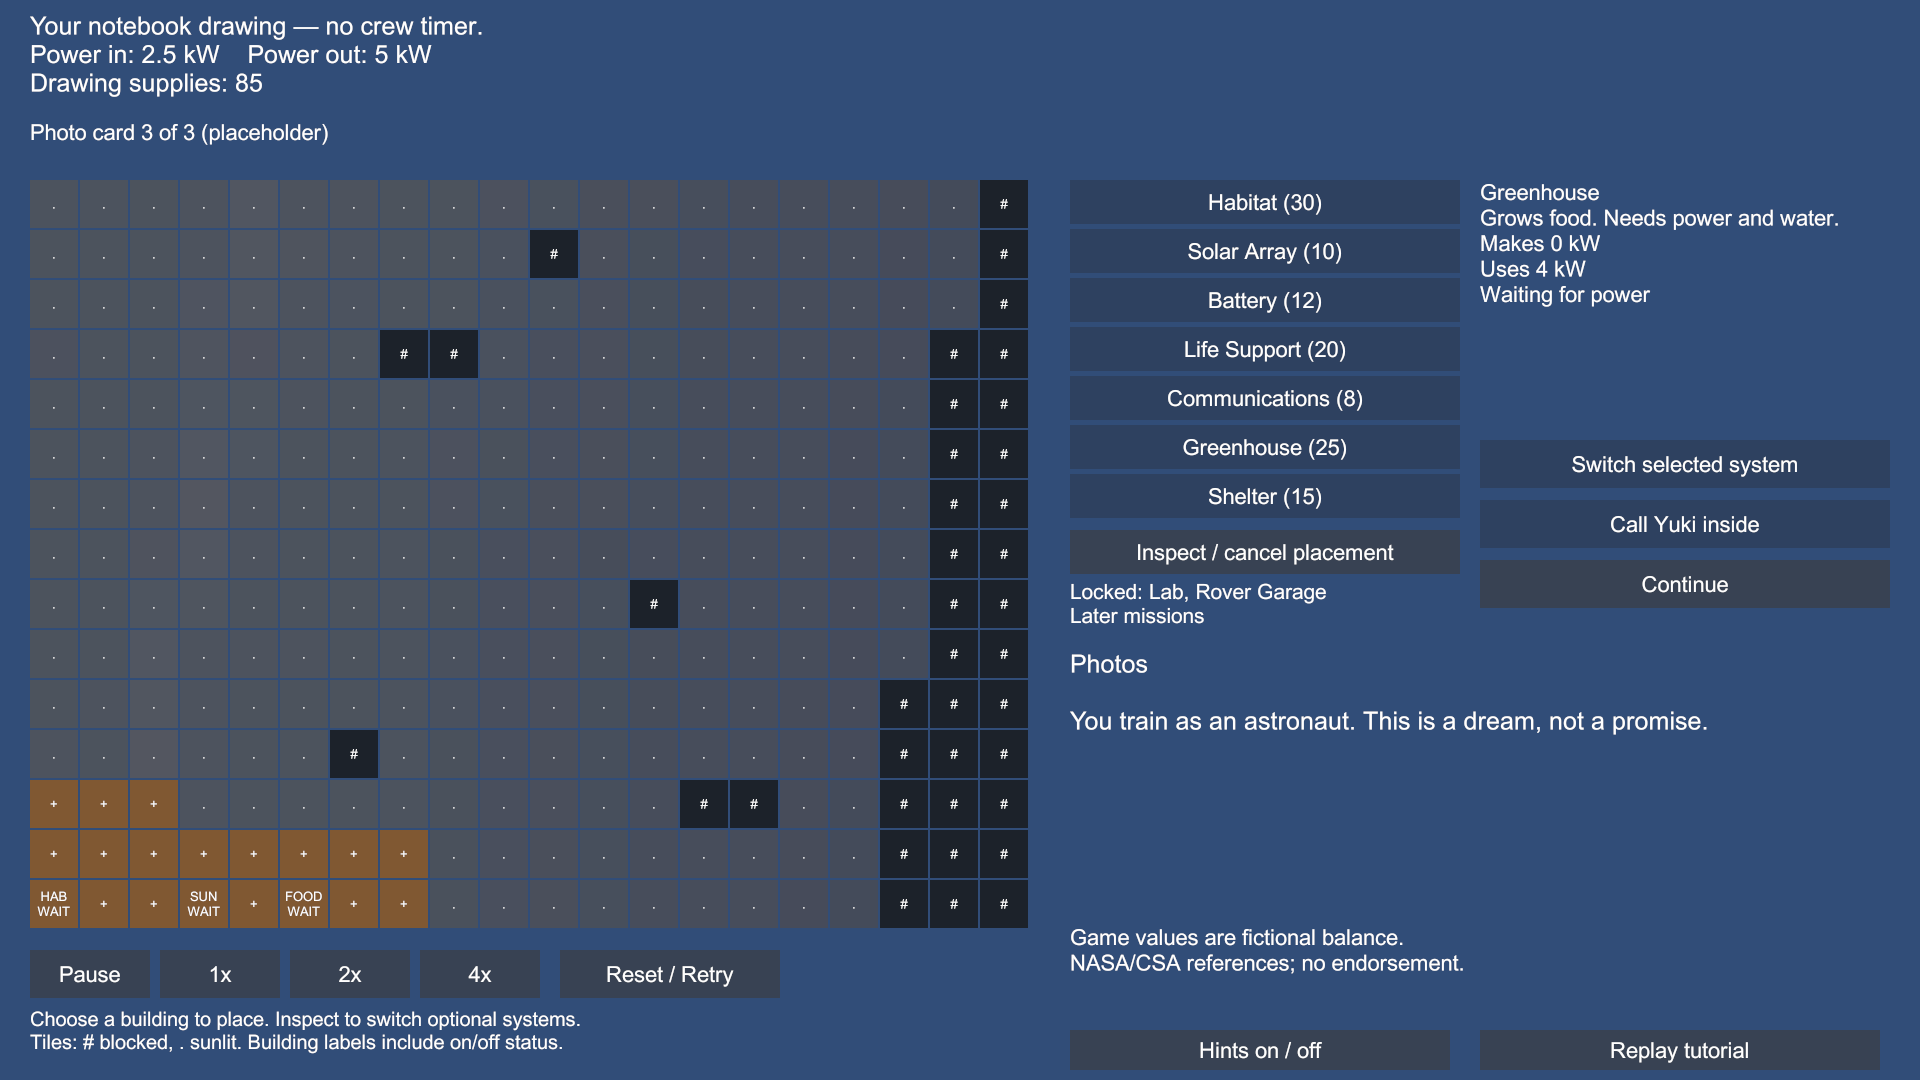 Your notebook drawing — no crew timer.
Power in: 2.5 kW    Power out: 5 kW
Drawing supplies: 85
Photo card 3 of 3 (placeholder)
. . . . . . . . . . . . . . . . . . . #
. . . . . . . . . . # . . . . . . . . #
. . . . . . . . . . . . . . . . . . . #
. . . . . . . # # . . . . . . . . . # #
. . . . . . . . . . . . . . . . . . # #
. . . . . . . . . . . . . . . . . . # #
. . . . . . . . . . . . . . . . . . # #
. . . . . . . . . . . . . . . . . . # #
. . . . . . . . . . . . # . . . . . # #
. . . . . . . . . . . . . . . . . . # #
. . . . . . . . . . . . . . . . . # # #
. . . . . . # . . . . . . . . . . # # #
+ + + . . . . . . . . . . # # . . # # #
+ + + + + + + + . . . . . . . . . # # #
HAB WAIT + + SUN WAIT + FOOD WAIT + + . . . . . . . . . # # #
Pause
1x
2x
4x
Reset / Retry
Choose a building to place. Inspect to switch optional systems.
Tiles: # blocked, . sunlit. Building labels include on/off status.
Habitat (30)
Solar Array (10)
Battery (12)
Life Support (20)
Communications (8)
Greenhouse (25)
Shelter (15)
Inspect / cancel placement
Locked: Lab, Rover Garage
Later missions
Greenhouse
Grows food. Needs power and water.
Makes 0 kW
Uses 4 kW
Waiting for power
Switch selected system
Call Yuki inside
Continue
Photos
You train as an astronaut. This is a dream, not a promise.
Game values are fictional balance.
NASA/CSA references; no endorsement.
Hints on / off
Replay tutorial